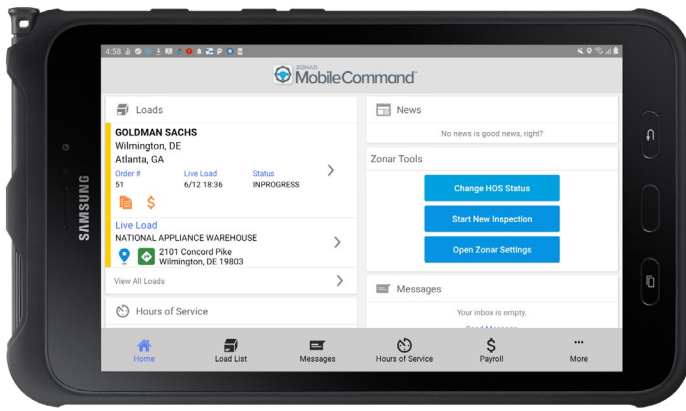 SAMSUNG
4:58
ZONAR
MobileCommand
Loads
GOLDMAN SACHS
Wilmington, DE
Atlanta, GA
Order # Live Load Status
51 6/12 18:36 INPROGRESS
$
Live Load
NATIONAL APPLIANCE WAREHOUSE
2101 Concord Pike
Wilmington, DE 19803
View All Loads
Hours of Service
News
No news is good news, right?
Zonar Tools
Change HOS Status
Start New Inspection
Open Zonar Settings
Messages
Your inbox is empty.
Send Message
Home Load List Messages Hours of Service Payroll More